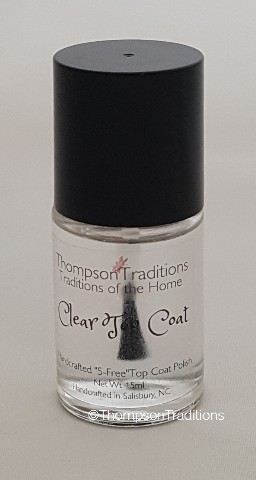 Thompson Traditions
Traditions of the Home
Clear Top Coat
Handcrafted "5-Free" Top Coat Polish
Net Wt. 15ml
Handcrafted in Salisbury, NC
©ThompsonTraditions